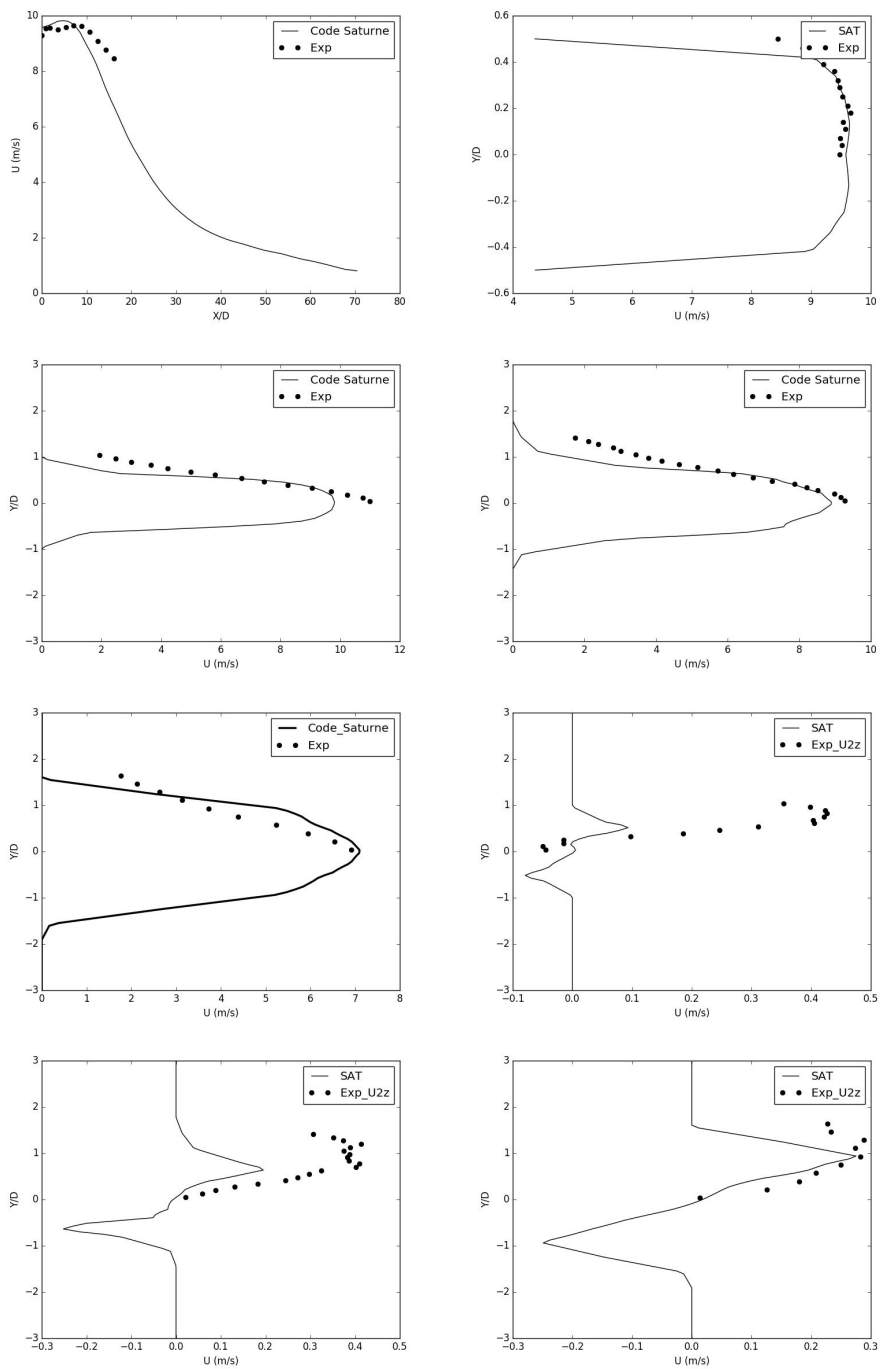 10
8
6
4
2
0
U (m/s)
0 10 20 30 40 50 60 70 80
X/D
Code Saturne
Exp
0.6
0.4
0.2
0.0
−0.2
−0.4
−0.6
Y/D
4 5 6 7 8 9 10
U (m/s)
SAT
Exp
3
2
1
0
−1
−2
−3
Y/D
0 2 4 6 8 10 12
U (m/s)
Code Saturne
Exp
3
2
1
0
−1
−2
−3
Y/D
0 2 4 6 8 10
U (m/s)
Code Saturne
Exp
3
2
1
0
−1
−2
−3
Y/D
0 1 2 3 4 5 6 7 8
U (m/s)
Code_Saturne
Exp
3
2
1
0
−1
−2
−3
Y/D
−0.1 0.0 0.1 0.2 0.3 0.4 0.5
U (m/s)
SAT
Exp_U2z
3
2
1
0
−1
−2
−3
Y/D
−0.3 −0.2 −0.1 0.0 0.1 0.2 0.3 0.4 0.5
U (m/s)
SAT
Exp_U2z
3
2
1
0
−1
−2
−3
Y/D
−0.3 −0.2 −0.1 0.0 0.1 0.2 0.3
U (m/s)
SAT
Exp_U2z